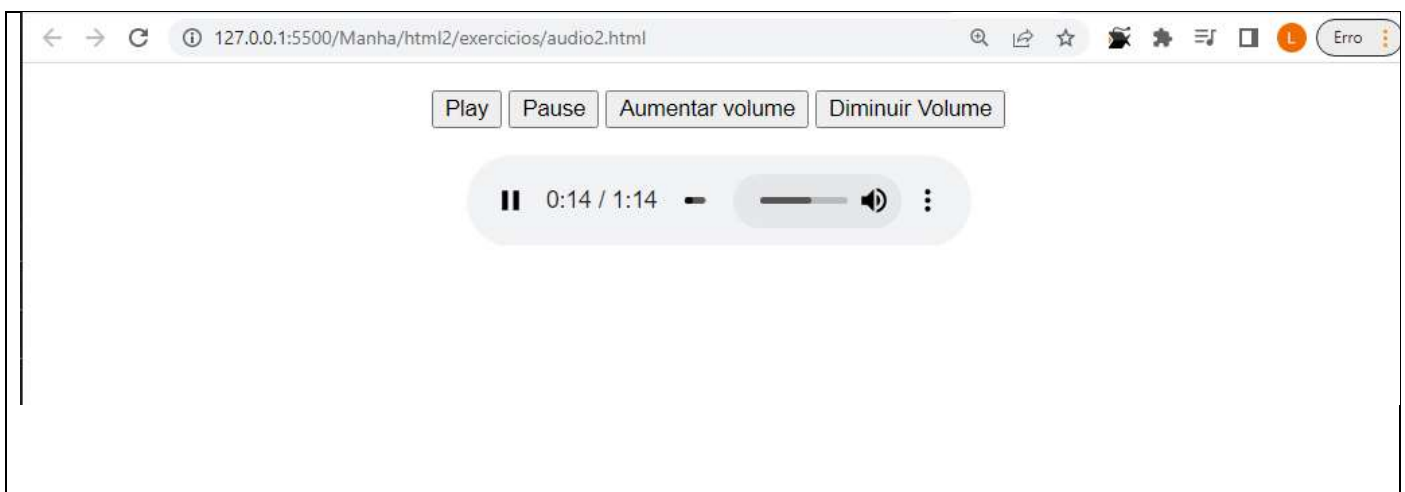 127.0.0.1:5500/Manha/html2/exercicios/audio2.html
L
Erro
Play Pause Aumentar volume Diminuir Volume
0:14 / 1:14